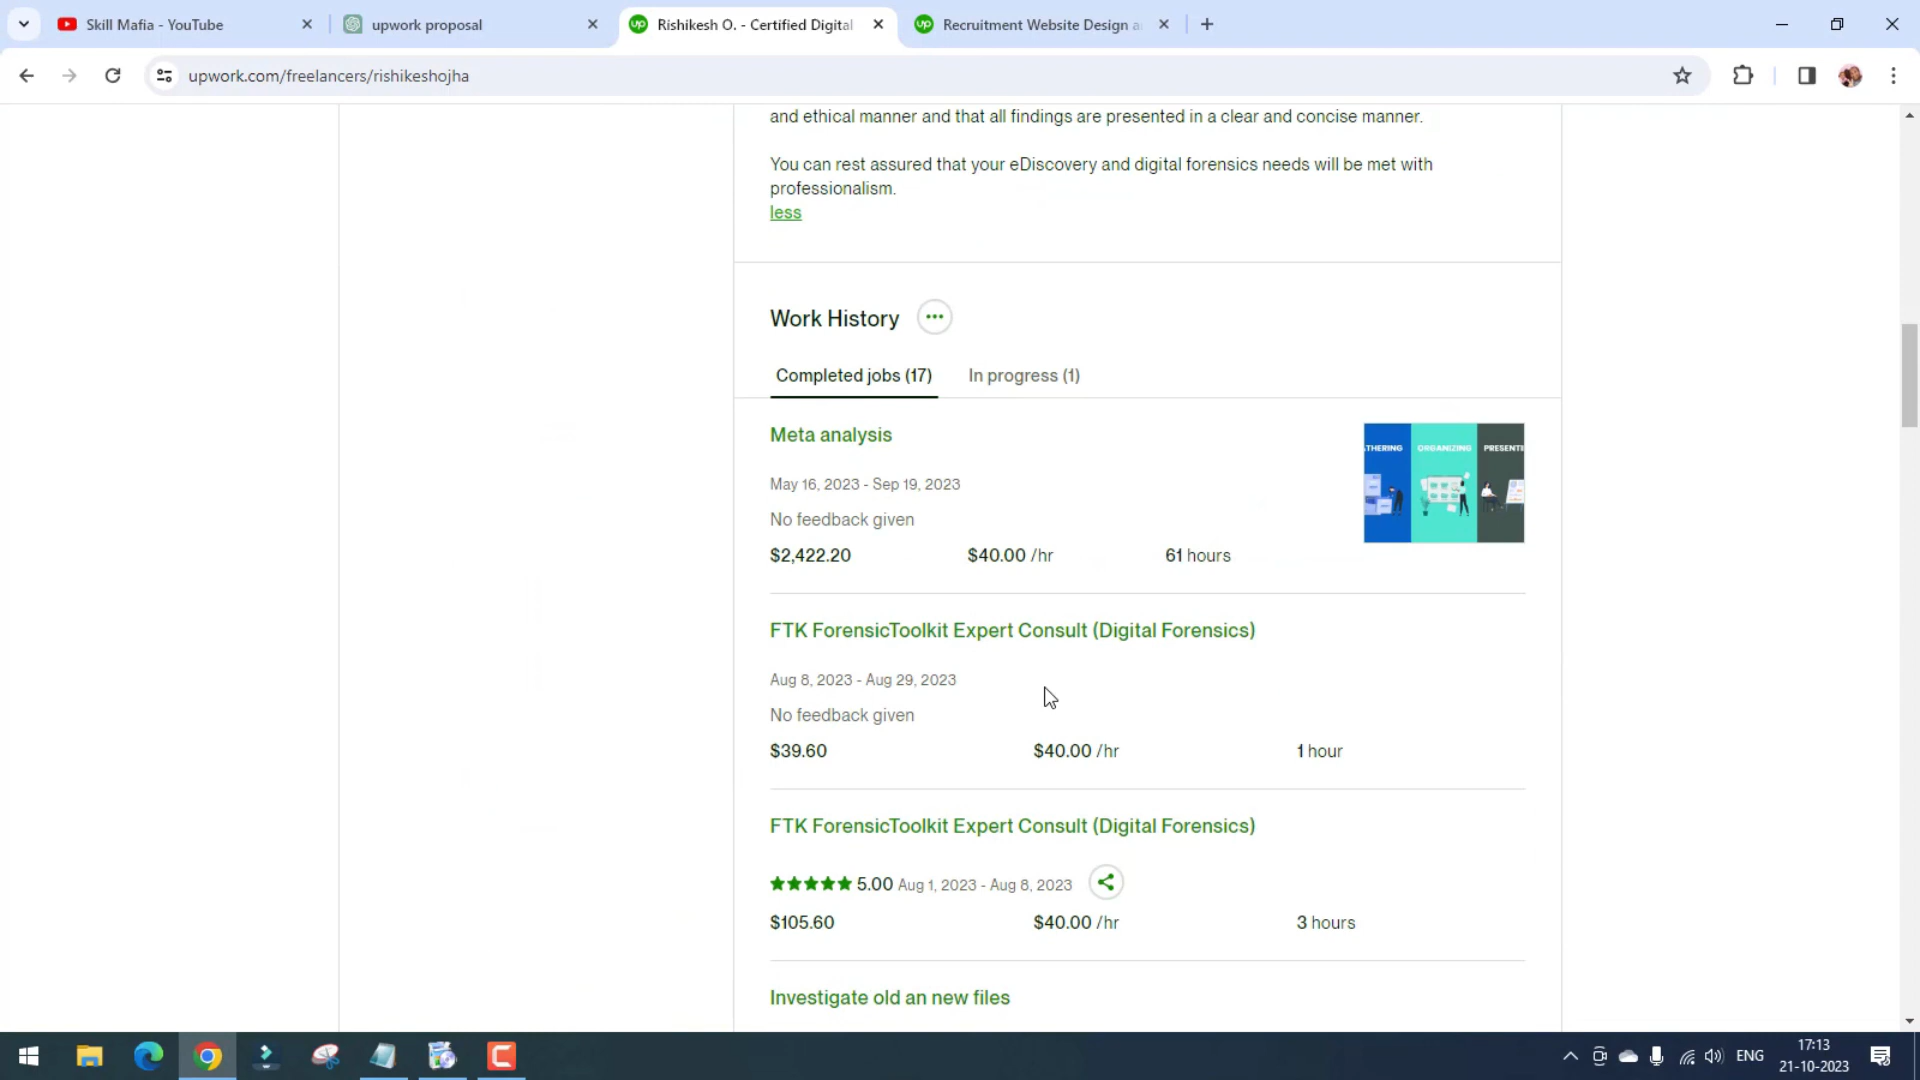 Skill Mafia - YouTube
upwork proposal
Rishikesh O. - Certified Digital
Recruitment Website Design a
upwork.com/freelancers/rishikeshojha
and ethical manner and that all findings are presented in a clear and concise manner.
You can rest assured that your eDiscovery and digital forensics needs will be met with
professionalism.
less
Work History
Completed jobs (17)
In progress (1)
Meta analysis
THERING ORGANIZING PRESENTI
May 16, 2023 - Sep 19, 2023
No feedback given
$2,422.20 $40.00 /hr 61 hours
FTK ForensicToolkit Expert Consult (Digital Forensics)
Aug 8, 2023 - Aug 29, 2023
No feedback given
$39.60 $40.00 /hr 1 hour
FTK ForensicToolkit Expert Consult (Digital Forensics)
5.00 Aug 1, 2023 - Aug 8, 2023
$105.60 $40.00 /hr 3 hours
Investigate old an new files
ENG
17:13
21-10-2023